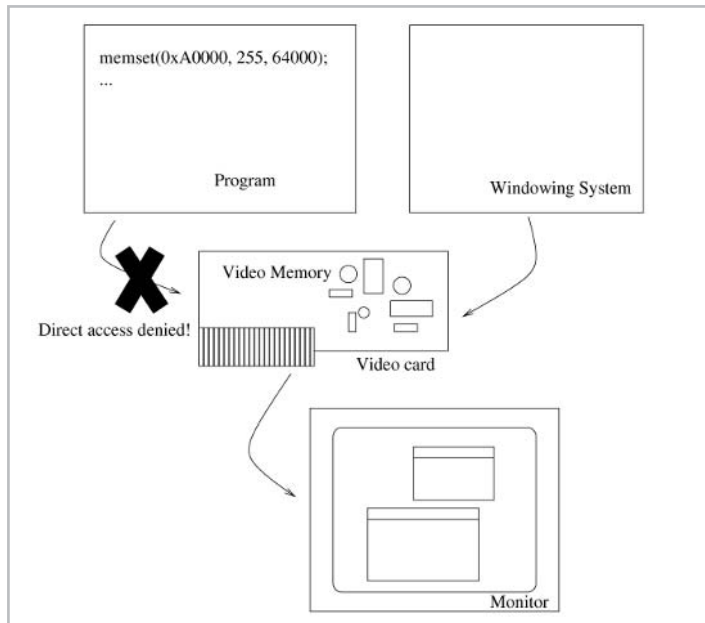 memset(0xA0000, 255, 64000);
...
Program
Windowing System
Video Memory
Direct access denied!
Video card
Monitor